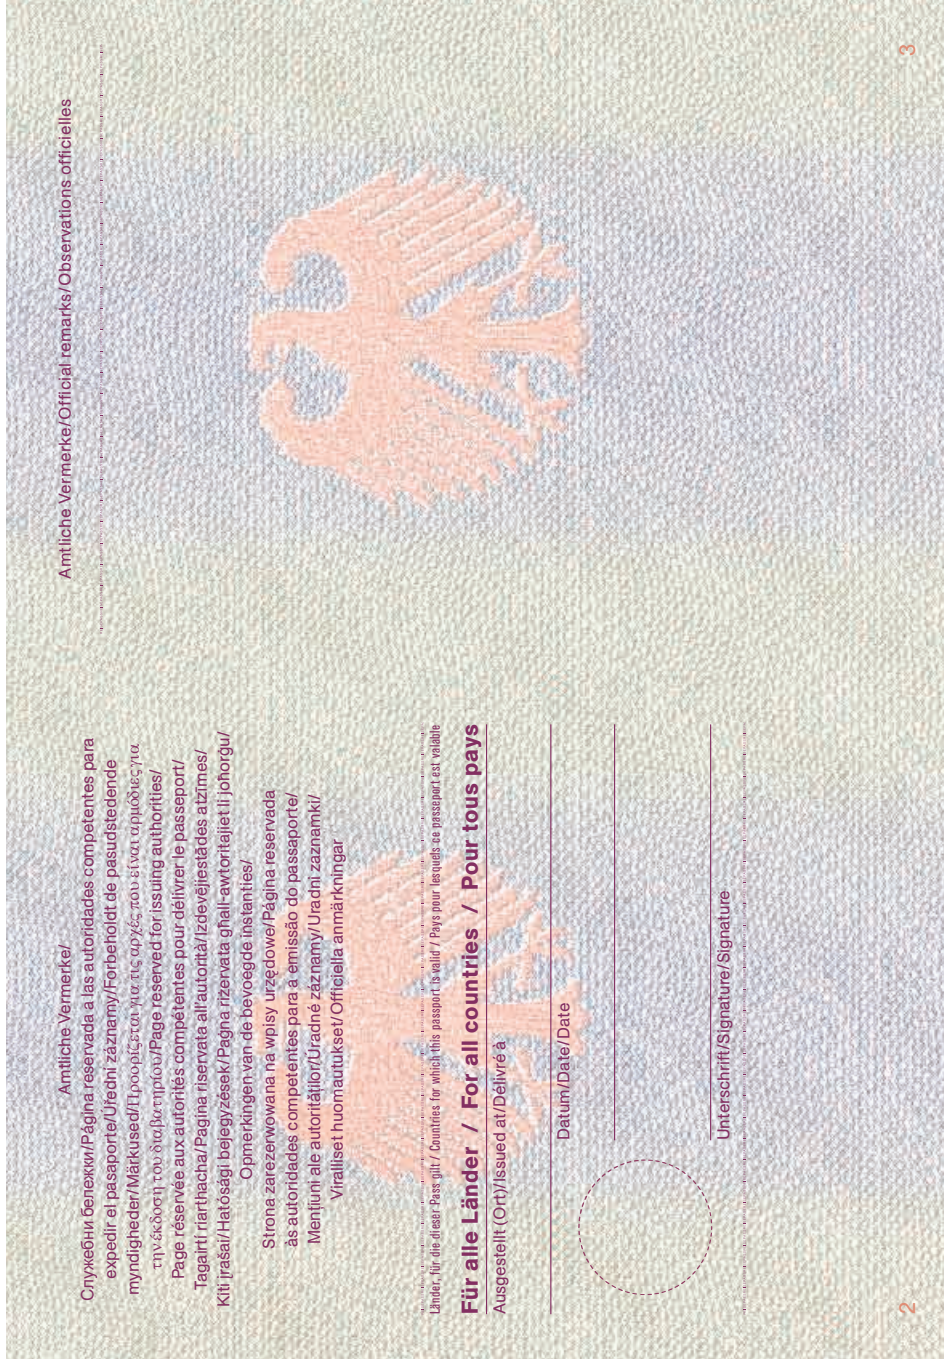 Amtliche Vermerke/
Служебни бележки/Página reservada a las autoridades competentes para
expedir el pasaporte/Úřední záznamy/Forbeholdt de pasudstedende
myndigheder/Märkused/Προορίζεται για τις αρχές που είναι αρμόδιες για
την έκδοση του διαβατηρίου/Page reserved for issuing authorities/
Page réservée aux autorités compétentes pour délivrer le passeport/
Tagairtí riarthacha/Pagina riservata all'autorità/Izdevējiestādes atzīmes/
Kiti įrašai/Hatósági bejegyzések/Paġna riżervata għall-awtoritajiet li joħorġu/
Opmerkingen van de bevoegde instanties/
Strona zarezerwowana na wpisy urzędowe/Página reservada
às autoridades competentes para a emissão do passaporte/
Mențiuni ale autorităților/Úradné záznamy/Uradni zaznamki/
Viralliset huomautukset/Officiella anmärkningar
Länder, für die dieser Pass gilt / Countries for which this passport is valid / Pays pour lesquels ce passeport est valable
Für alle Länder / For all countries / Pour tous pays
Ausgestellt (Ort)/Issued at/Délivré à
Datum/Date/Date
Unterschrift/Signature/Signature
2
Amtliche Vermerke/Official remarks/Observations officielles
3